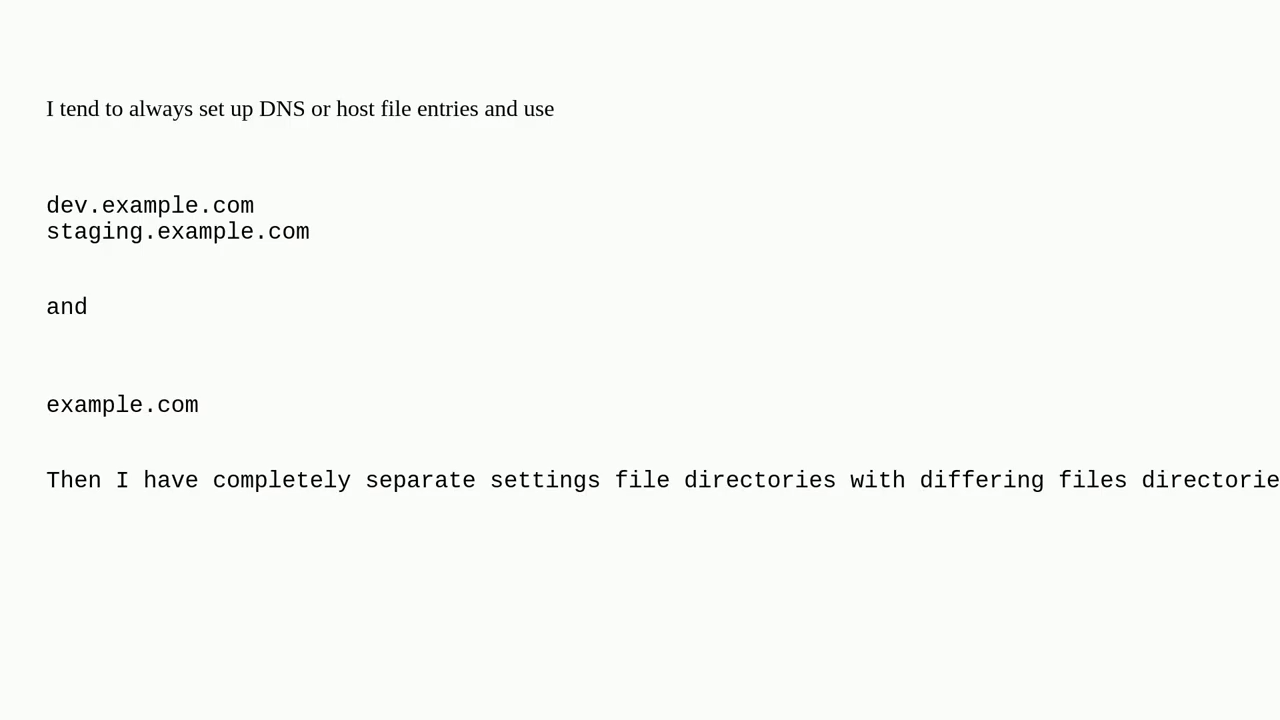 I tend to always set up DNS or host file entries and use
dev.example.com
staging.example.com
and
example.com
Then I have completely separate settings file directories with differing files directorie